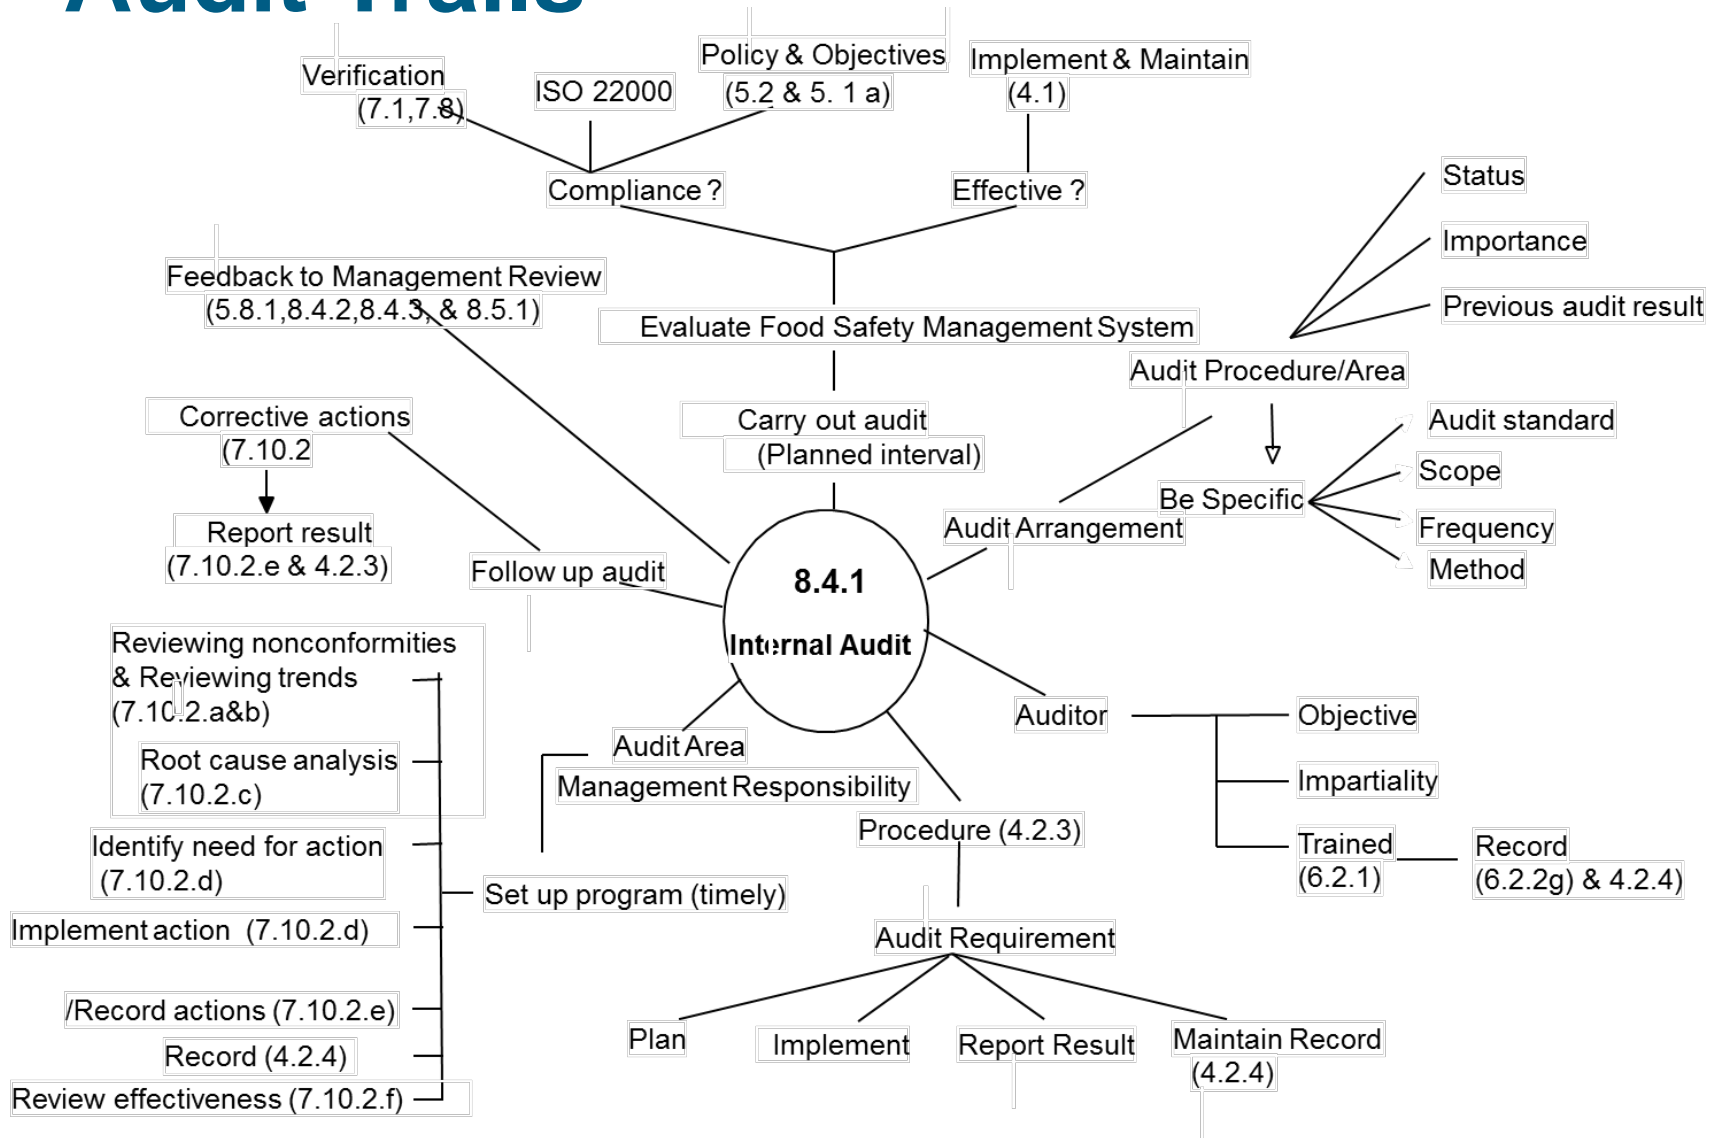 Audit Trails
Verification
(7.1,7.8)
ISO 22000
Policy & Objectives
(5.2 & 5. 1 a)
Implement & Maintain
(4.1)
Compliance ?
Effective ?
Status
Importance
Previous audit result
Feedback to Management Review
(5.8.1,8.4.2,8.4.3, & 8.5.1)
Evaluate Food Safety Management System
Audit Procedure/Area
Corrective actions
(7.10.2
Carry out audit
(Planned interval)
Audit standard
Scope
Be Specific
Frequency
Method
Audit Arrangement
Report result
(7.10.2.e & 4.2.3)
Follow up audit
8.4.1
Internal Audit
Reviewing nonconformities
& Reviewing trends
(7.10.2.a&b)
Root cause analysis
(7.10.2.c)
Identify need for action
(7.10.2.d)
Implement action (7.10.2.d)
/Record actions (7.10.2.e)
Record (4.2.4)
Review effectiveness (7.10.2.f)
Audit Area
Management Responsibility
Set up program (timely)
Procedure (4.2.3)
Audit Requirement
Plan
Implement
Report Result
Maintain Record
(4.2.4)
Auditor
Objective
Impartiality
Trained
(6.2.1)
Record
(6.2.2g) & 4.2.4)